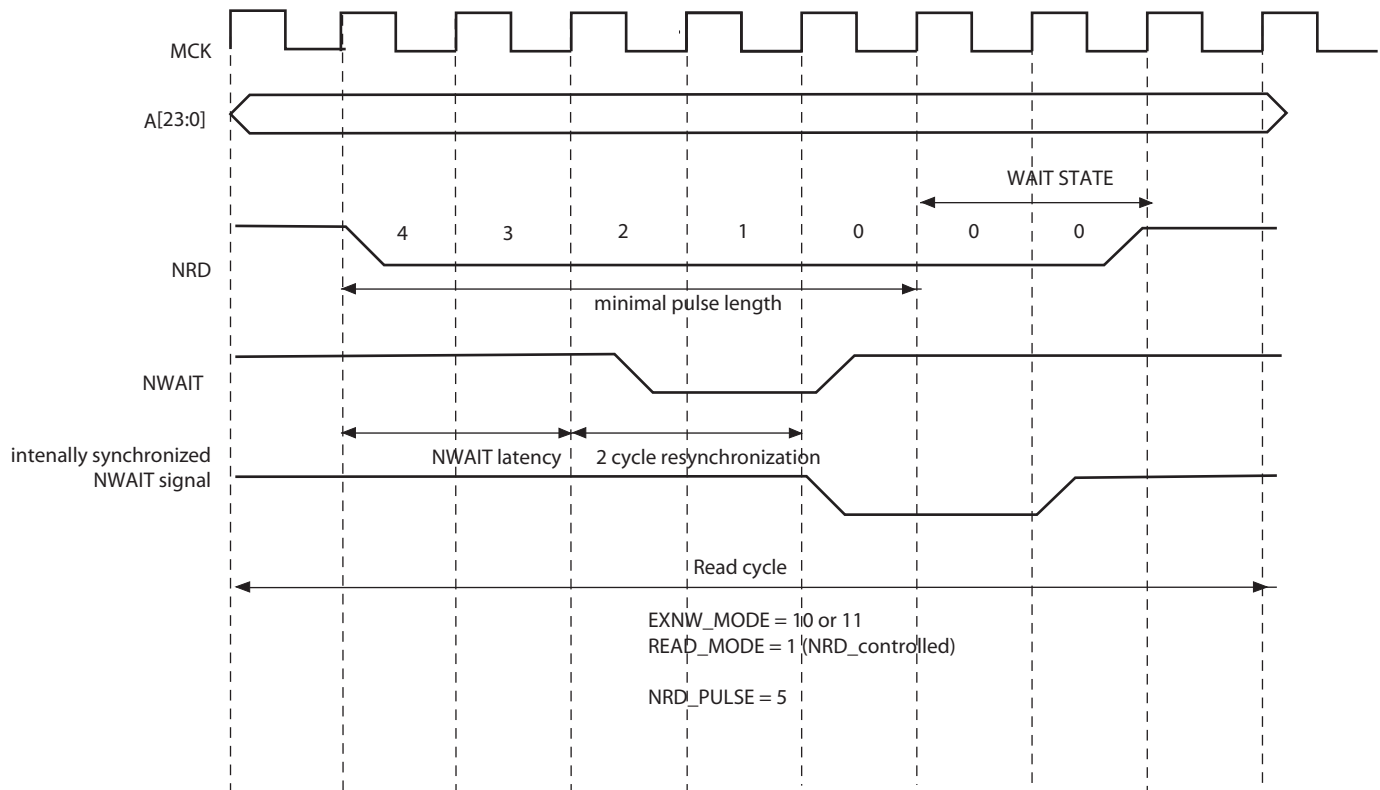 MCK
A[23:0]
WAIT STATE
4 3 2 1 0 0 0
NRD
minimal pulse length
NWAIT
intenally synchronized
NWAIT signal
NWAIT latency
2 cycle resynchronization
Read cycle
EXNW_MODE = 10 or 11
READ_MODE = 1 (NRD_controlled)
NRD_PULSE = 5